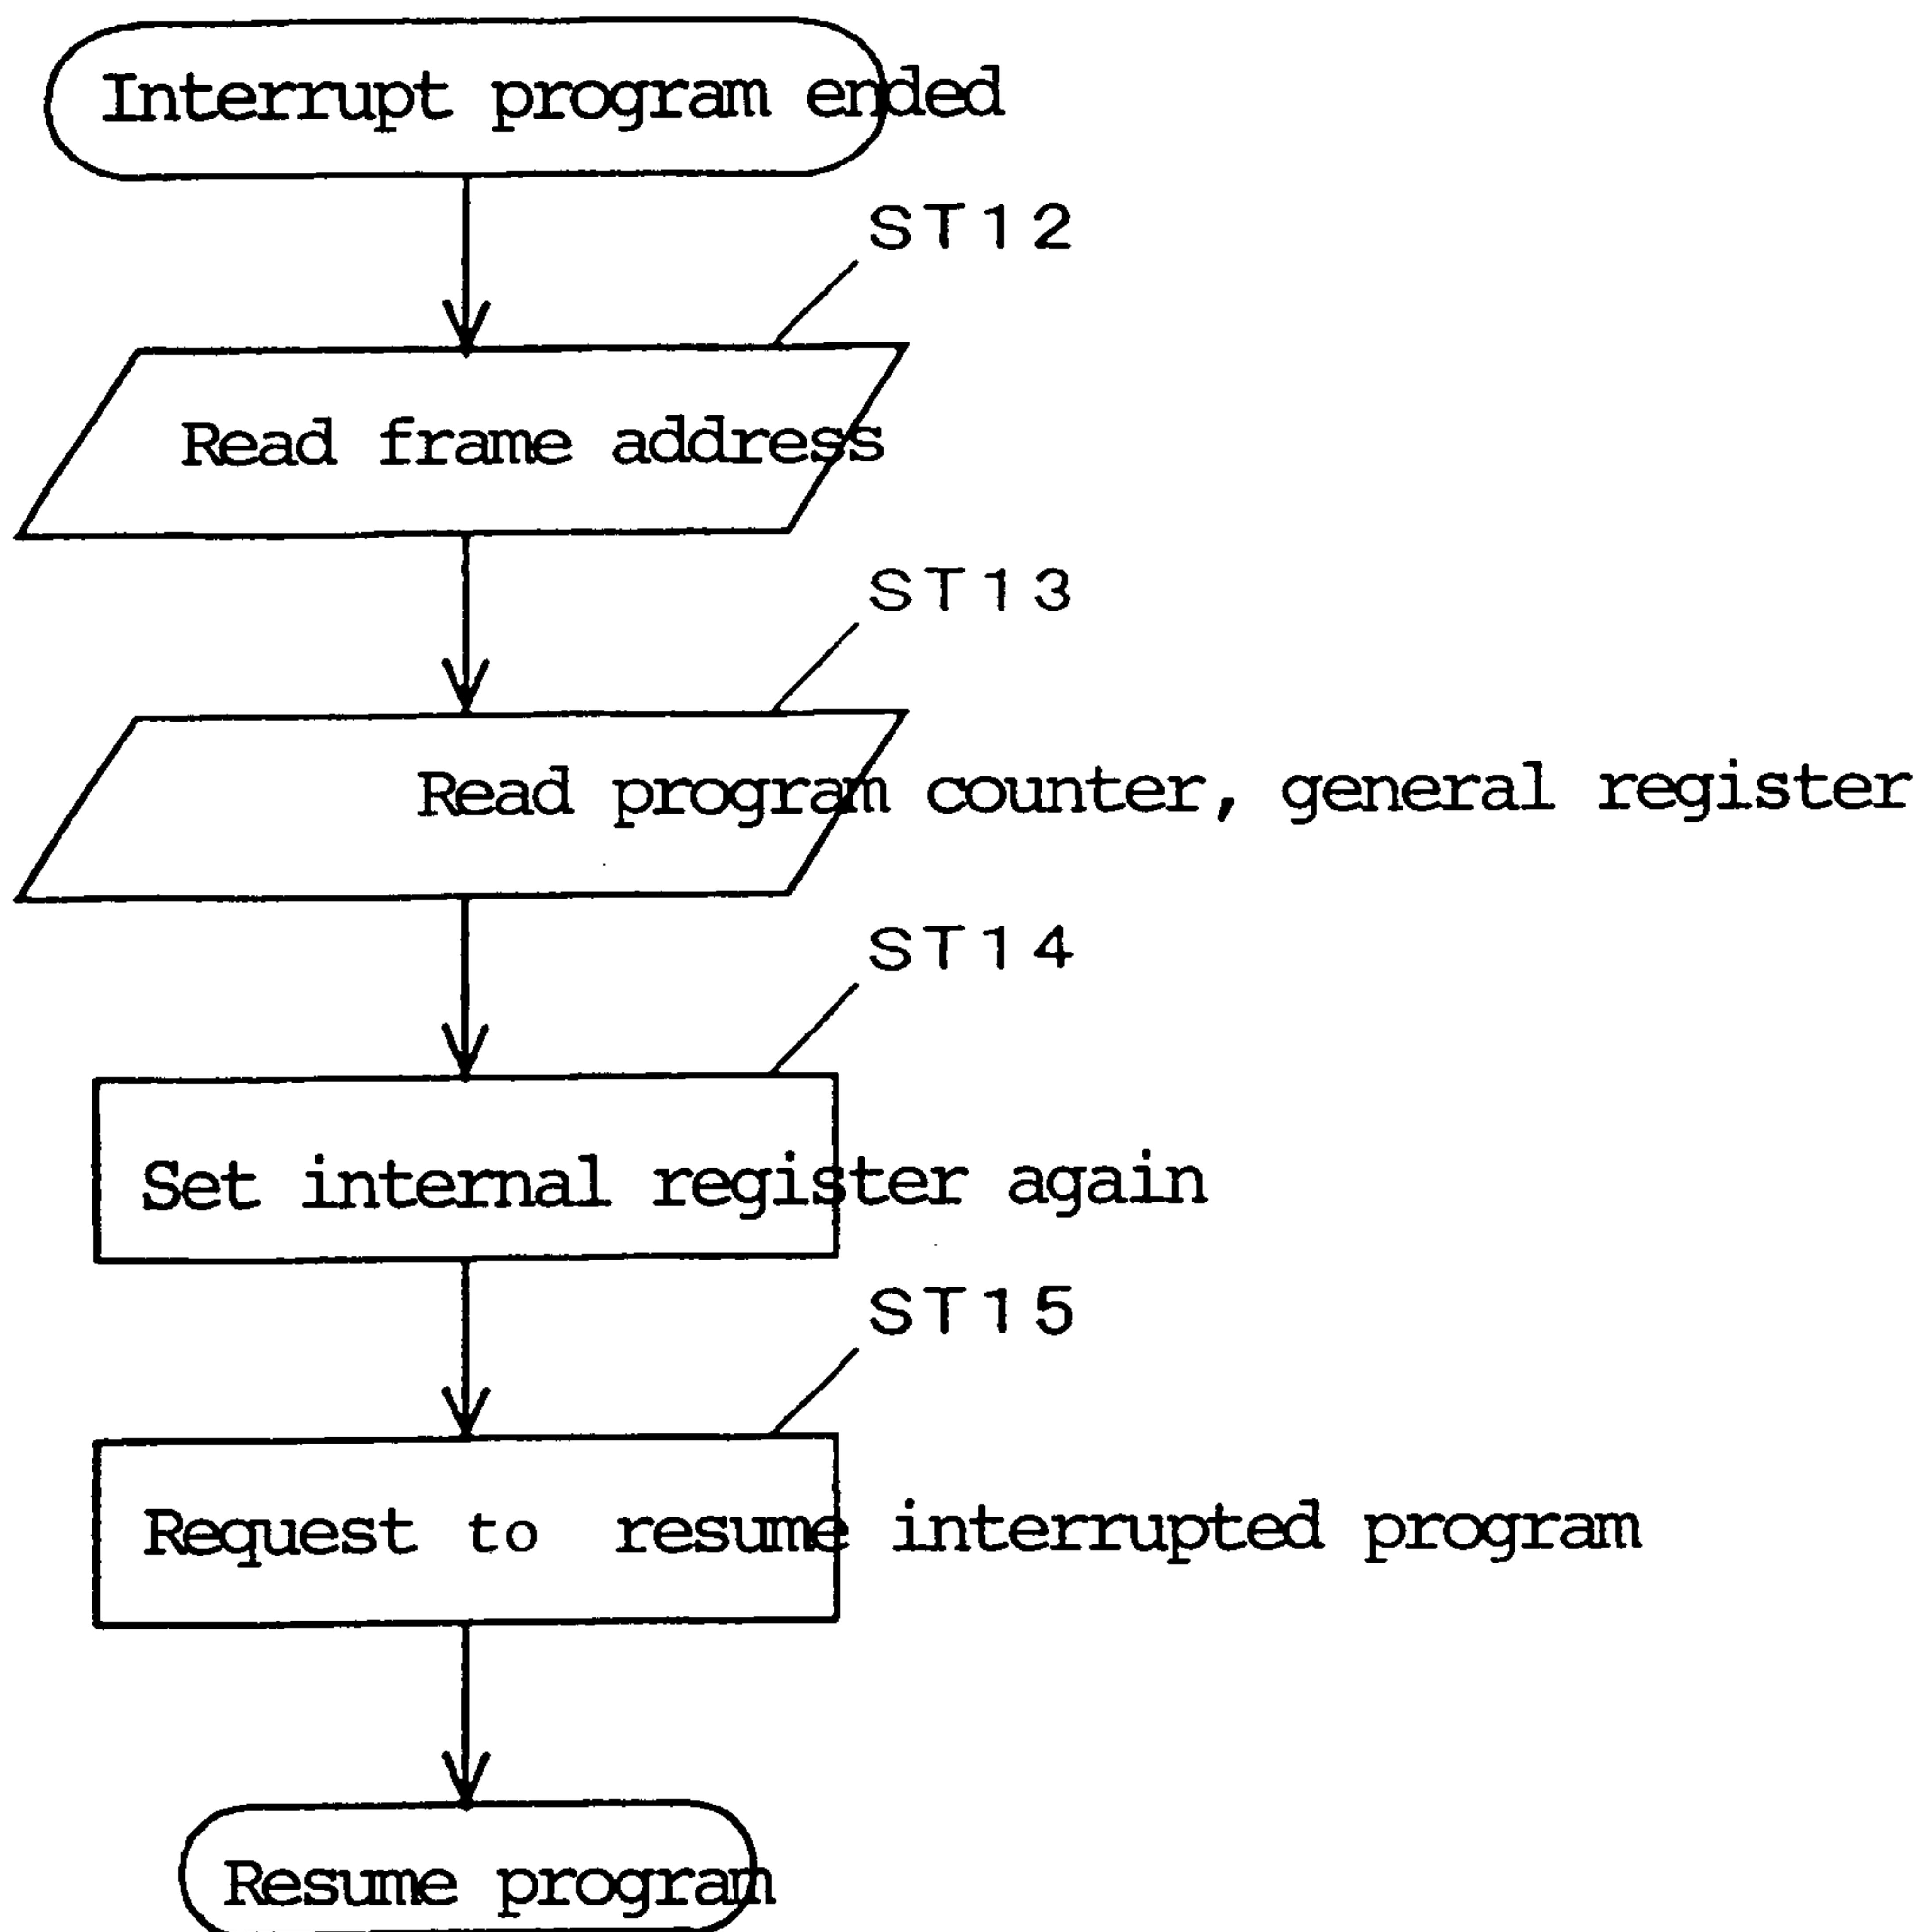 Interrupt program ended
ST12
Read frame address
ST13
Read program counter, general register
ST14
Set internal register again
ST15
Request to resume interrupted program
Resume program